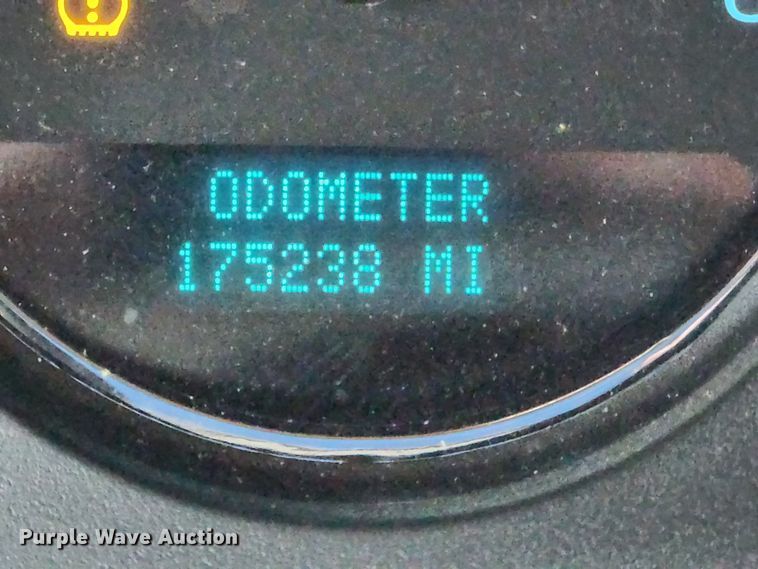 ODOMETER
175238 MI
Purple Wave Auction